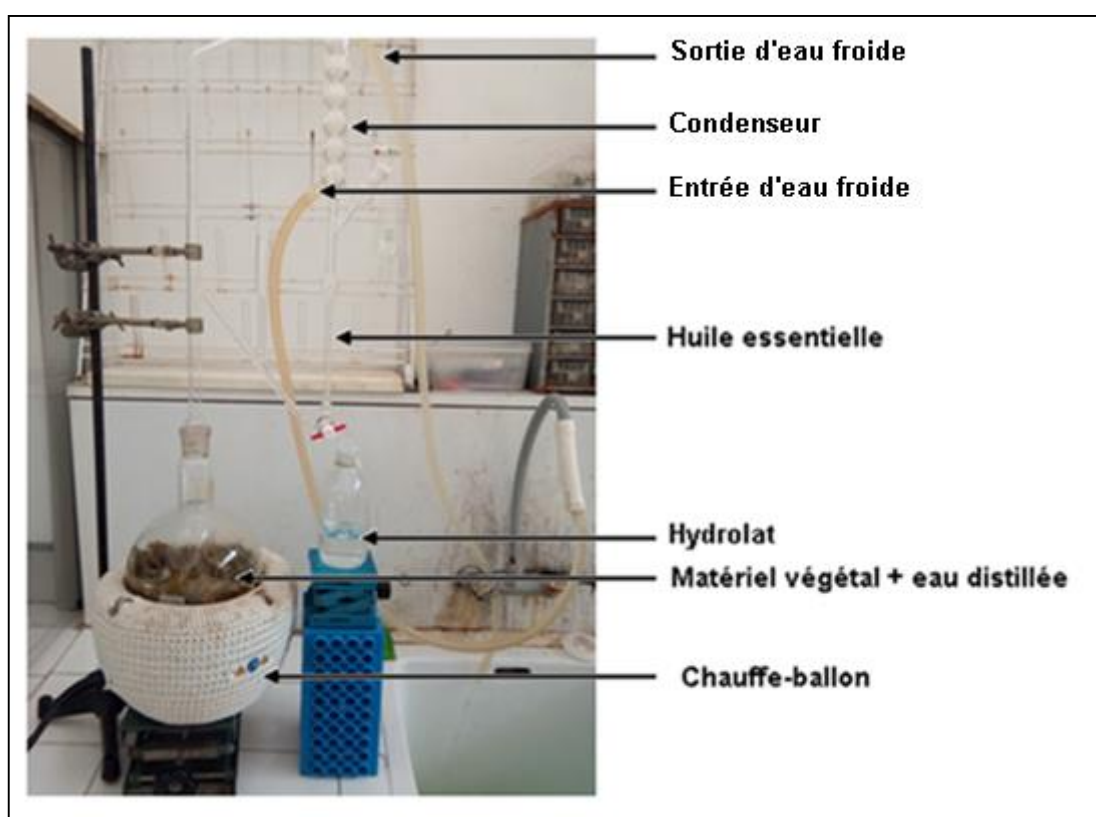 Sortie d'eau froide
Condenseur
Entrée d'eau froide
Huile essentielle
Hydrolat
Matériel végétal + eau distillée
Chauffe-ballon